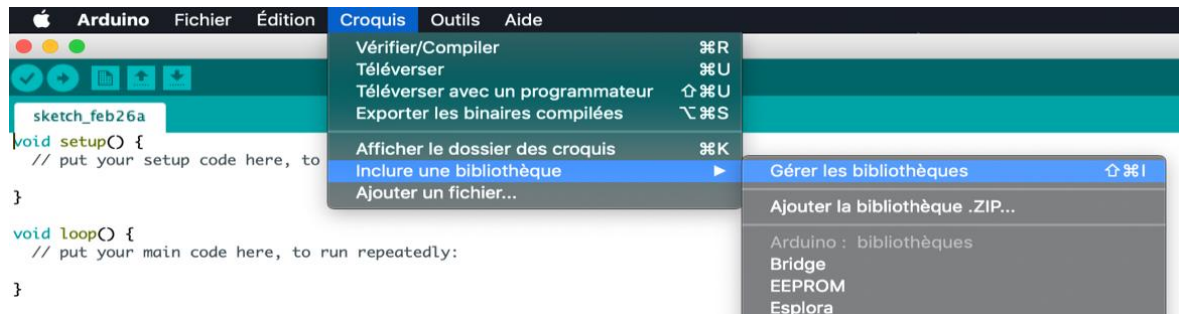 Arduino Fichier Édition Croquis Outils Aide
Vérifier/Compiler ⌘R
Téléverser ⌘U
Téléverser avec un programmateur ⇧⌘U
Exporter les binaires compilées ⌥⌘S
Afficher le dossier des croquis ⌘K
Inclure une bibliothèque ▶
Ajouter un fichier...
Gérer les bibliothèques ⇧⌘I
Ajouter la bibliothèque .ZIP...
Arduino : bibliothèques
Bridge
EEPROM
Esplora
sketch_feb26a
void setup() {
// put your setup code here, to
}
void loop() {
// put your main code here, to run repeatedly:
}